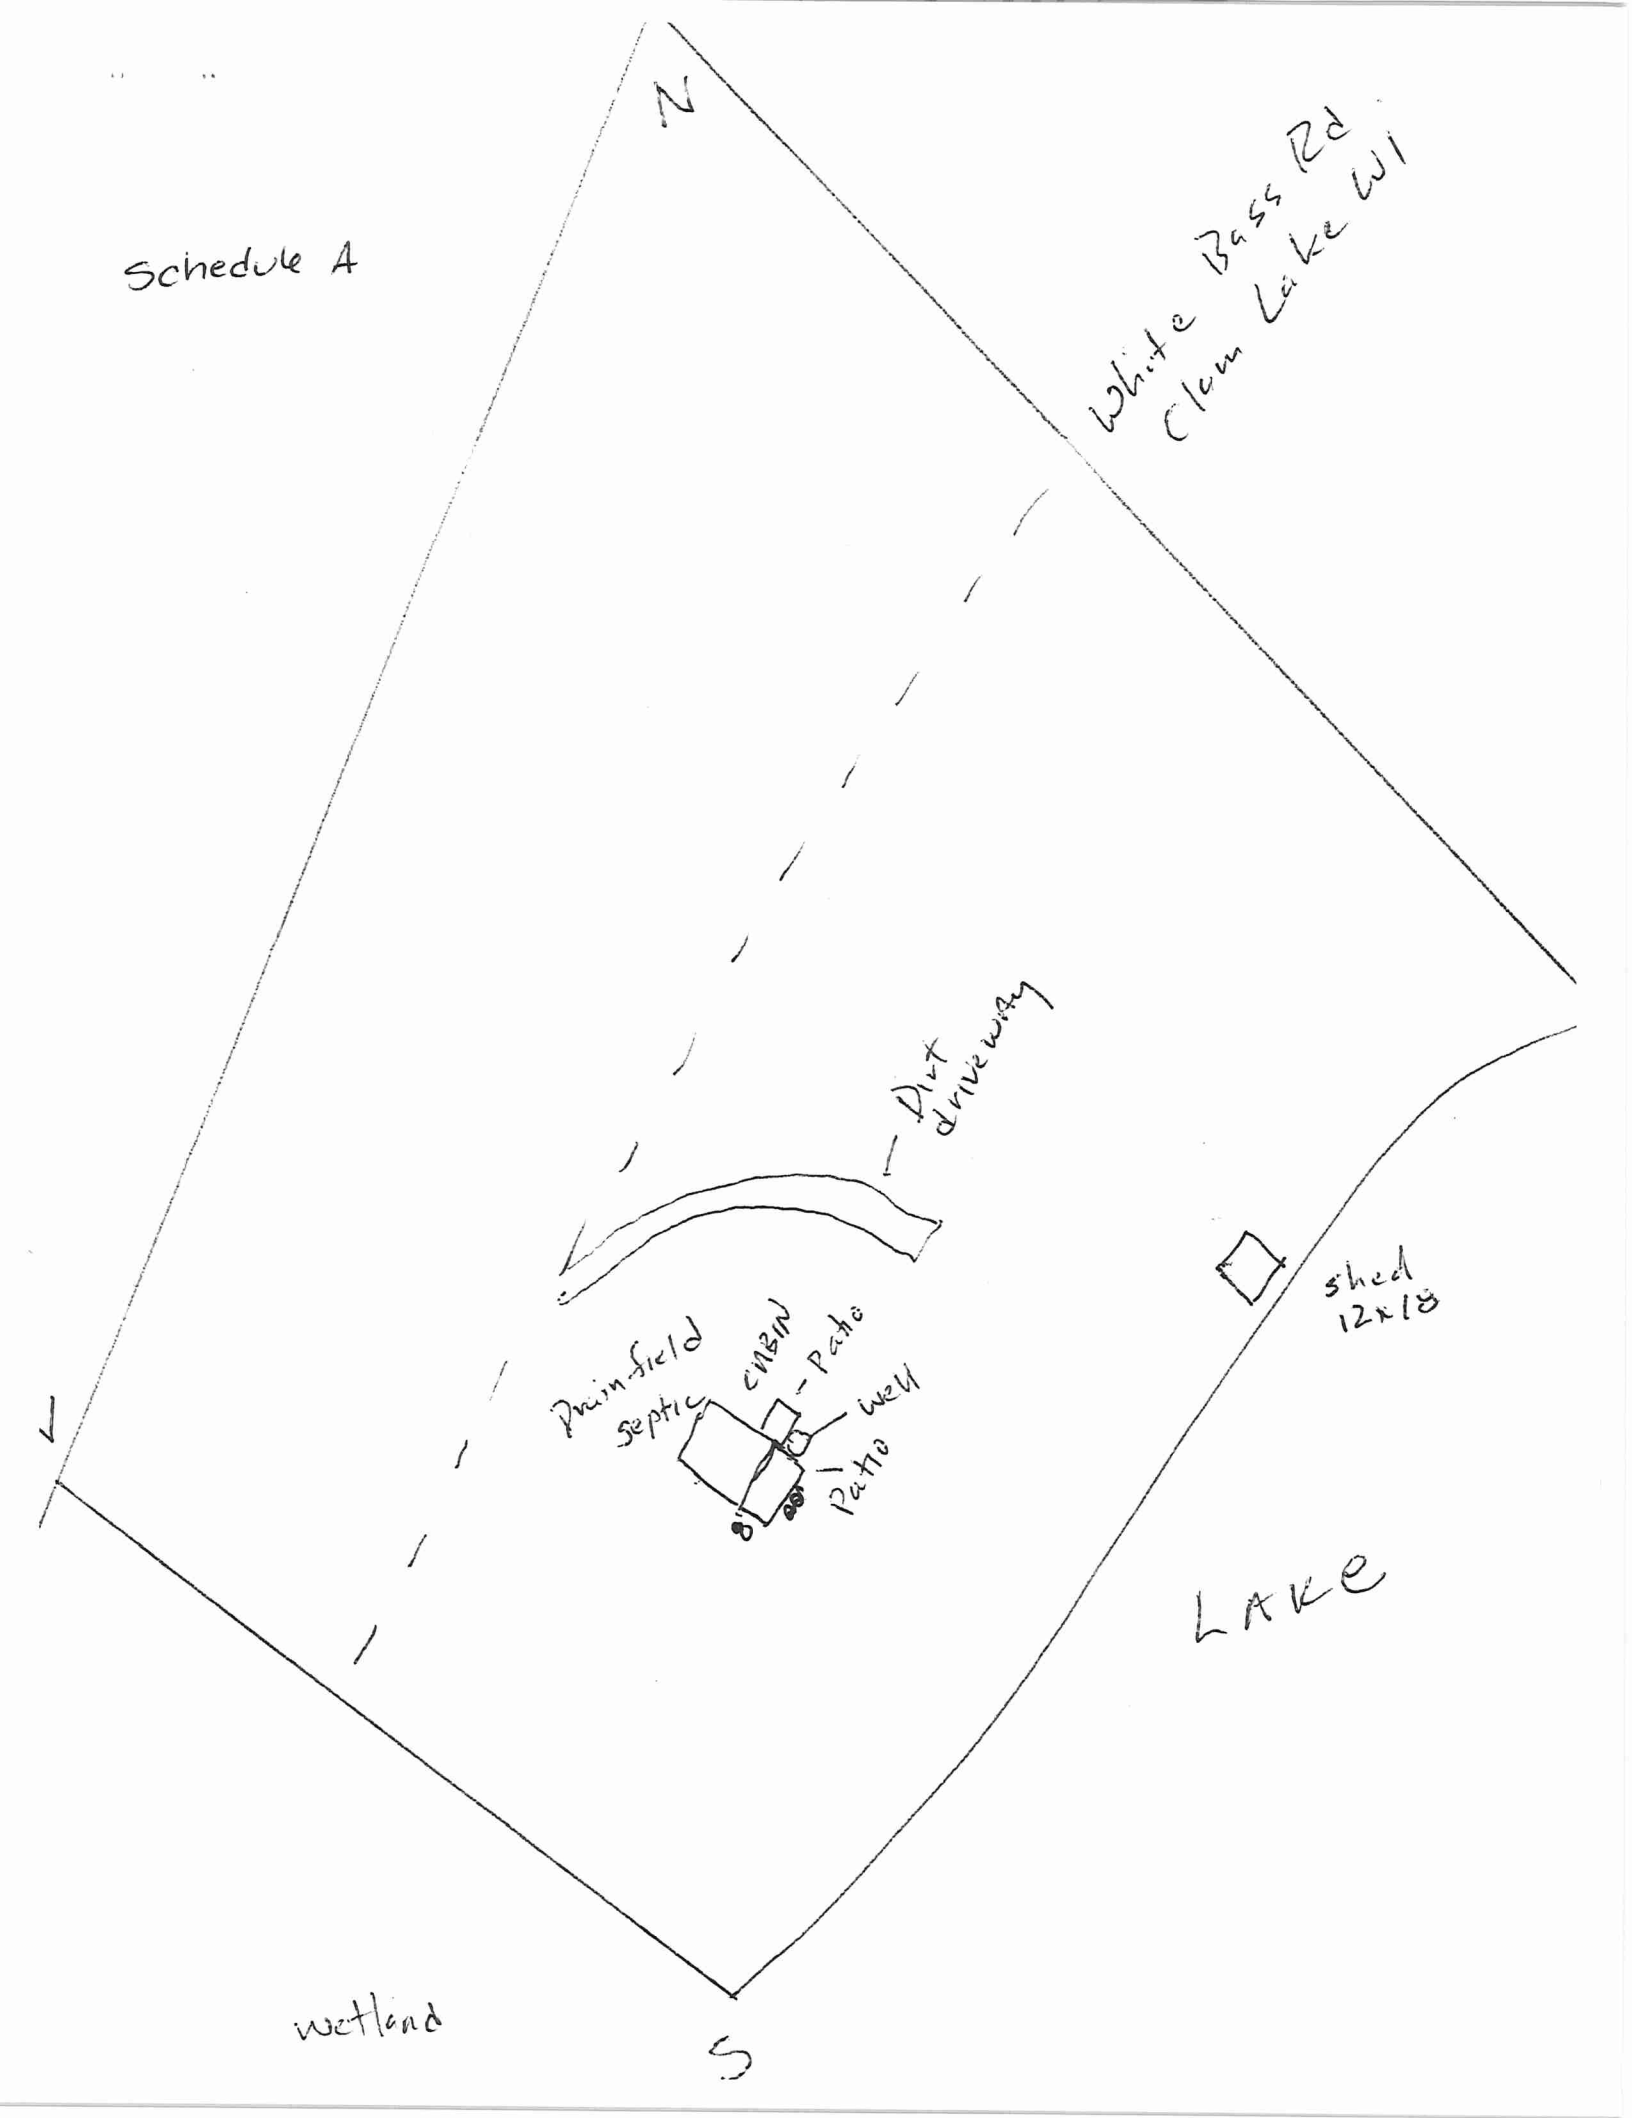 N
Schedule A
White Bass Rd
Clam Lake WI
Dirt
driveway
shed
12x18
Drainfield
septic
CABIN
Patio
well
Patio
8'
LAKE
wetland
S